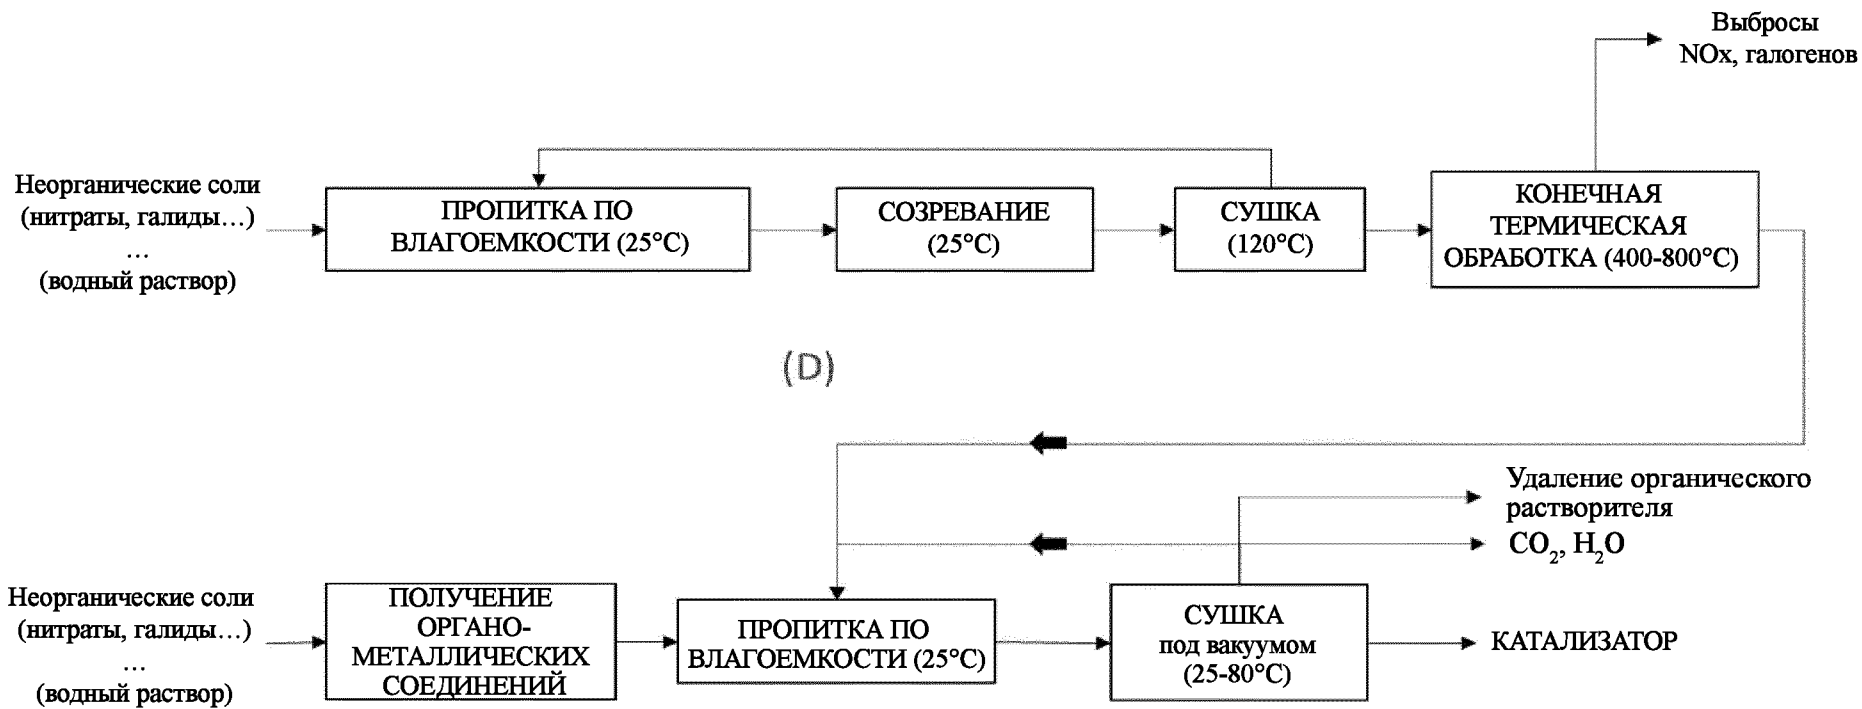 Выбросы
NOx, галогенов
Неорганические соли
(нитраты, галиды…)
…
(водный раствор)
ПРОПИТКА ПО
ВЛАГОЕМКОСТИ (25°C)
СОЗРЕВАНИЕ
(25°C)
СУШКА
(120°C)
КОНЕЧНАЯ
ТЕРМИЧЕСКАЯ
ОБРАБОТКА (400-800°C)
(D)
Удаление органического
растворителя
CO₂, H₂O
Неорганические соли
(нитраты, галиды…)
…
(водный раствор)
ПОЛУЧЕНИЕ
ОРГАНО-
МЕТАЛЛИЧЕСКИХ
СОЕДИНЕНИЙ
ПРОПИТКА ПО
ВЛАГОЕМКОСТИ (25°C)
СУШКА
под вакуумом
(25-80°C)
КАТАЛИЗАТОР